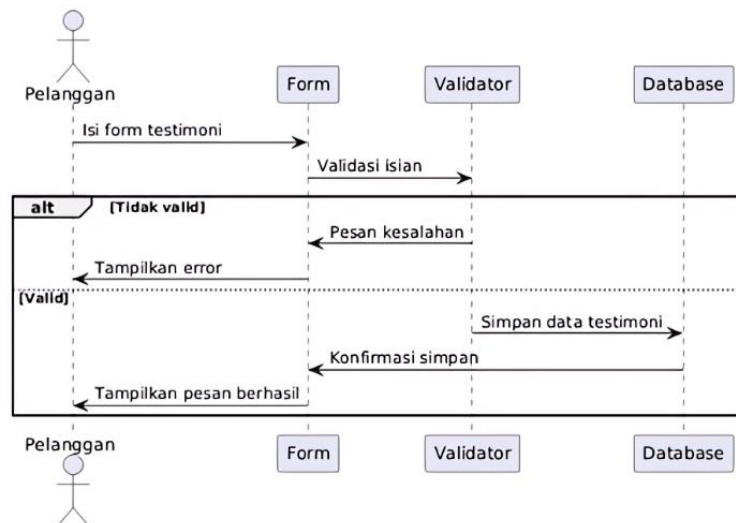 Pelanggan
Form
Validator
Database
Isi form testimoni
Validasi isian
alt
[Tidak valid]
Pesan kesalahan
Tampilkan error
[Valid]
Simpan data testimoni
Konfirmasi simpan
Tampilkan pesan berhasil
Pelanggan
Form
Validator
Database